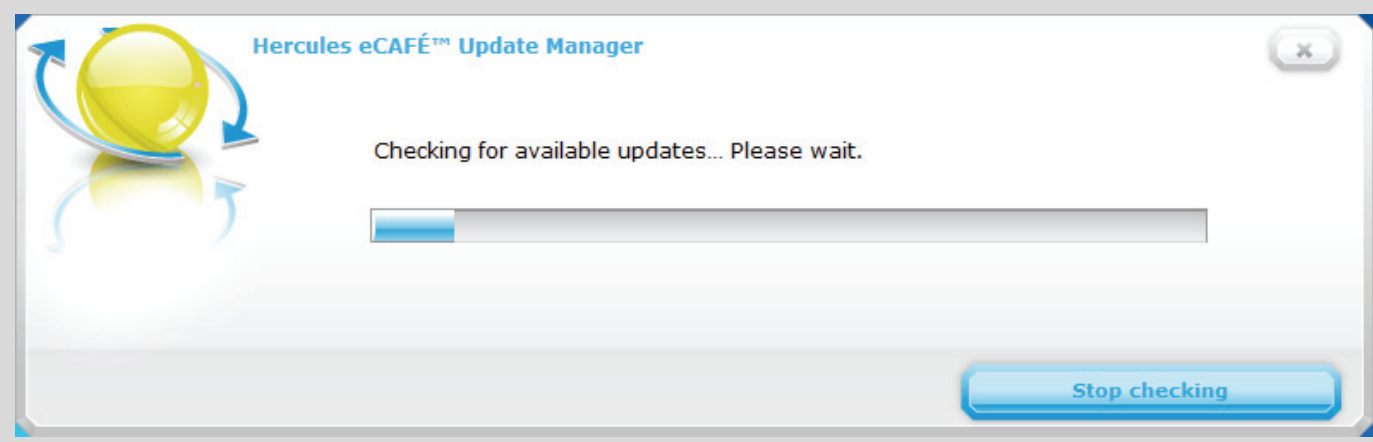 Hercules eCAFÉ™ Update Manager
Checking for available updates... Please wait.
Stop checking